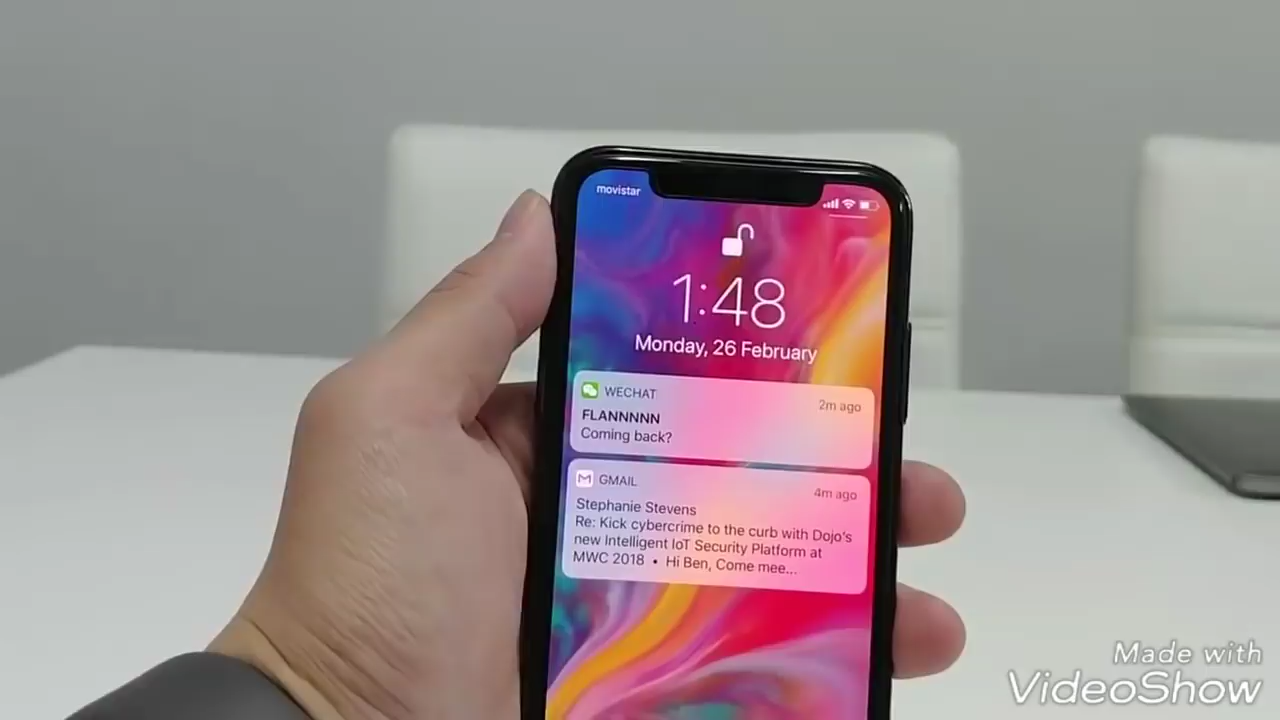 movistar
1:48
Monday, 26 February
WECHAT
2m ago
FLANNNNN
Coming back?
GMAIL
4m ago
Stephanie Stevens
Re: Kick cybercrime to the curb with Dojo's
new Intelligent IoT Security Platform at
MWC 2018 • Hi Ben, Come mee...
Made with
VideoShow